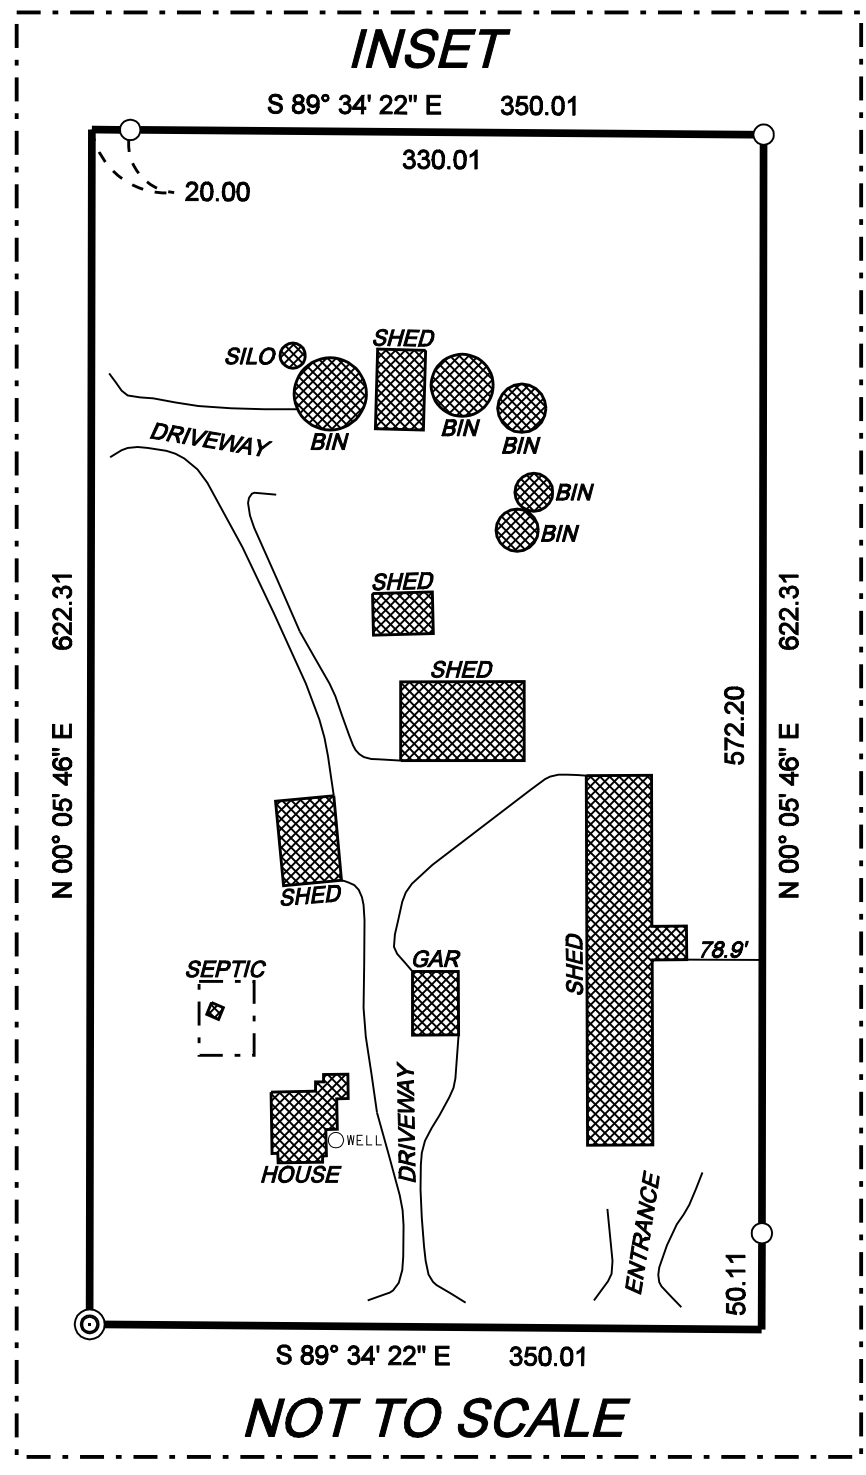 INSET
S 89° 34' 22" E 350.01
330.01
20.00
SHED
SILO
BIN
BIN
BIN
DRIVEWAY
BIN
BIN
SHED
622.31
622.31
SHED
572.20
N 00° 05' 46" E
N 00° 05' 46" E
SHED
SHED
78.9'
GAR
SEPTIC
DRIVEWAY
WELL
HOUSE
ENTRANCE
50.11
S 89° 34' 22" E 350.01
NOT TO SCALE